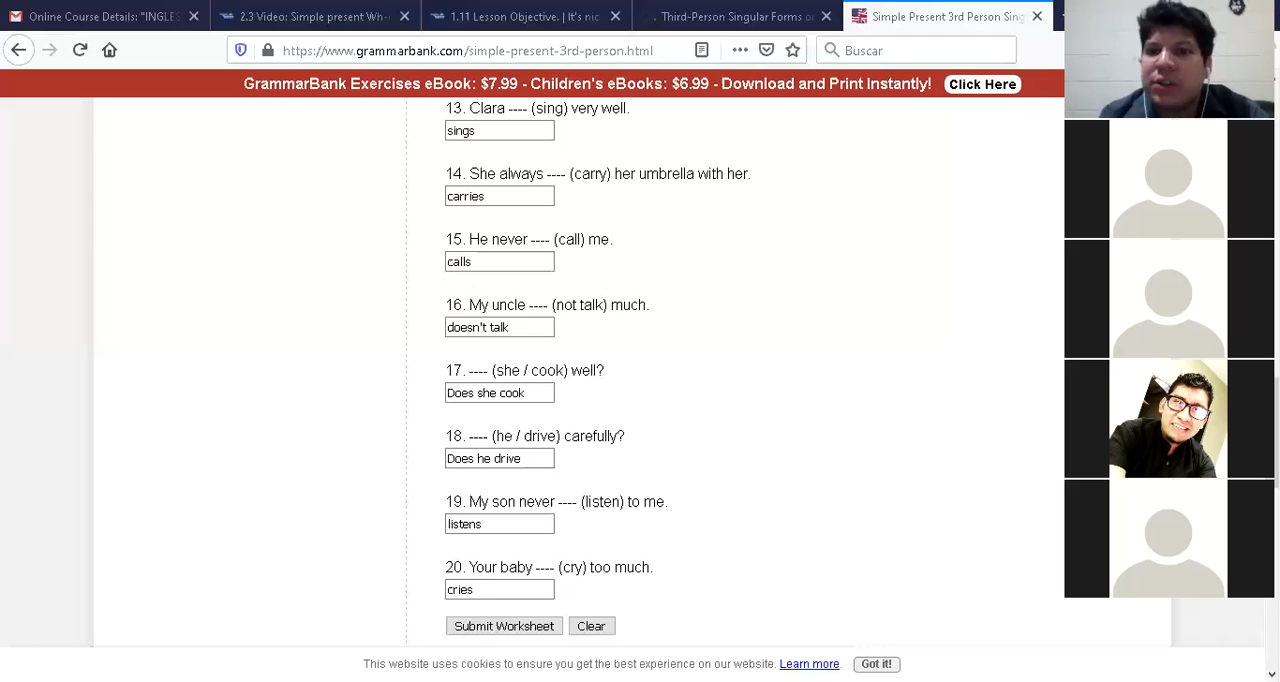 Online Course Details: "INGLES
2.3 Video: Simple present Wh-
1.11 Lesson Objective. | It's nic
Third-Person Singular Forms or
Simple Present 3rd Person Sing
https://www.grammarbank.com/simple-present-3rd-person.html
Buscar
GrammarBank Exercises eBook: $7.99 - Children's eBooks: $6.99 - Download and Print Instantly! Click Here
13. Clara ---- (sing) very well.
sings
14. She always ---- (carry) her umbrella with her.
carries
15. He never ---- (call) me.
calls
16. My uncle ---- (not talk) much.
doesn't talk
17. ---- (she / cook) well?
Does she cook
18. ---- (he / drive) carefully?
Does he drive
19. My son never ---- (listen) to me.
listens
20. Your baby ---- (cry) too much.
cries
Submit Worksheet Clear
This website uses cookies to ensure you get the best experience on our website. Learn more. Got it!